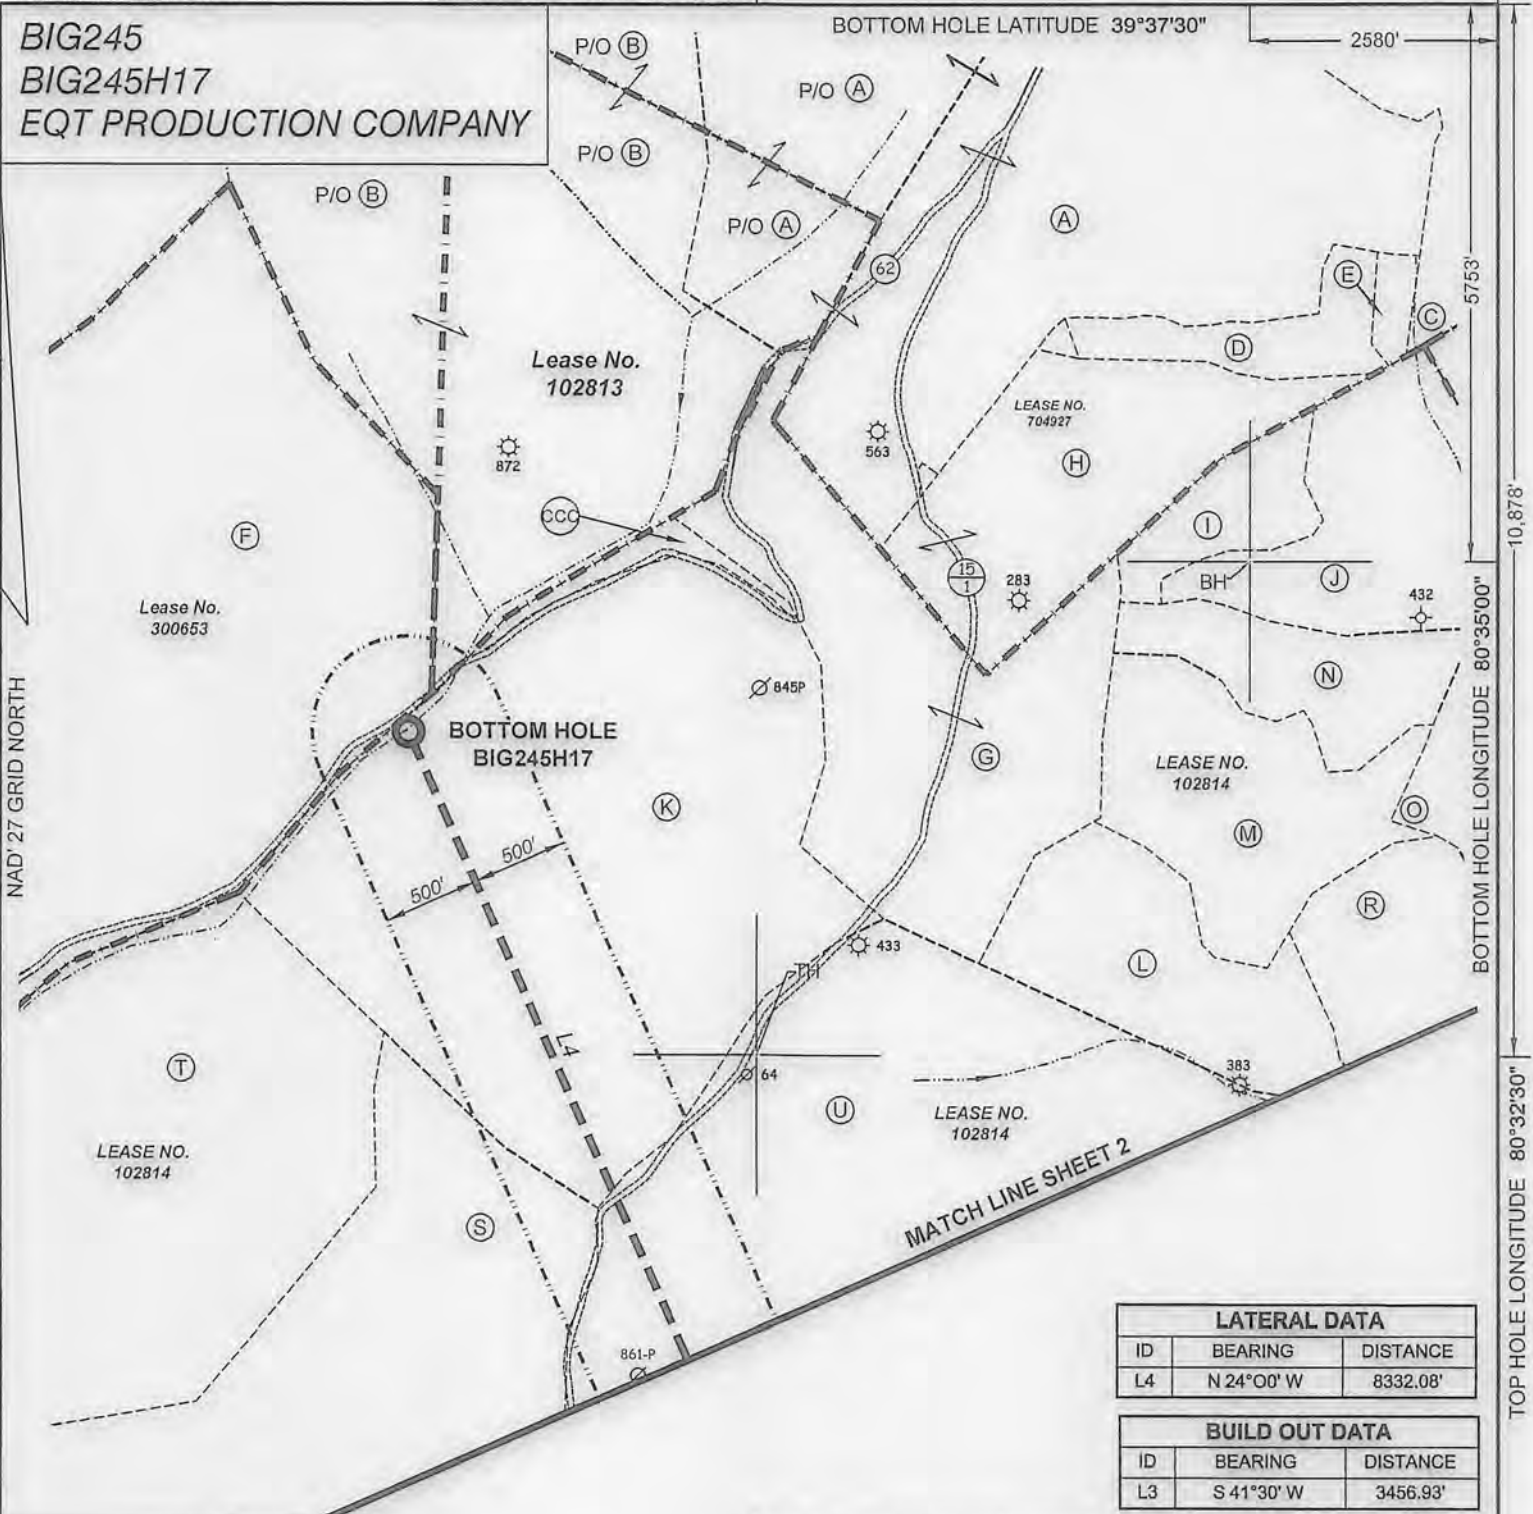 BIG245
BIG245H17
EQT PRODUCTION COMPANY
BOTTOM HOLE LATITUDE 39°37'30"
2580'
P/O B
P/O A
P/O B
P/O B
P/O A
A
62
5753'
E
C
D
Lease No.
102813
LEASE NO.
704927
563
872
H
10,878'
CCC
F
I
15
1
BH
J
283
432
Lease No.
300653
N
845P
BOTTOM HOLE
BIG245H17
G
LEASE NO.
102814
NAD' 27 GRID NORTH
K
O
M
BOTTOM HOLE LONGITUDE 80°35'00"
500'
500'
R
433
L
TH
L4
T
64
383
U
LEASE NO.
102814
LEASE NO.
102814
MATCH LINE SHEET 2
S
TOP HOLE LONGITUDE 80°32'30"
861-P
LATERAL DATA
ID BEARING DISTANCE
L4 N 24°00' W 8332.08'
BUILD OUT DATA
ID BEARING DISTANCE
L3 S 41°30' W 3456.93'